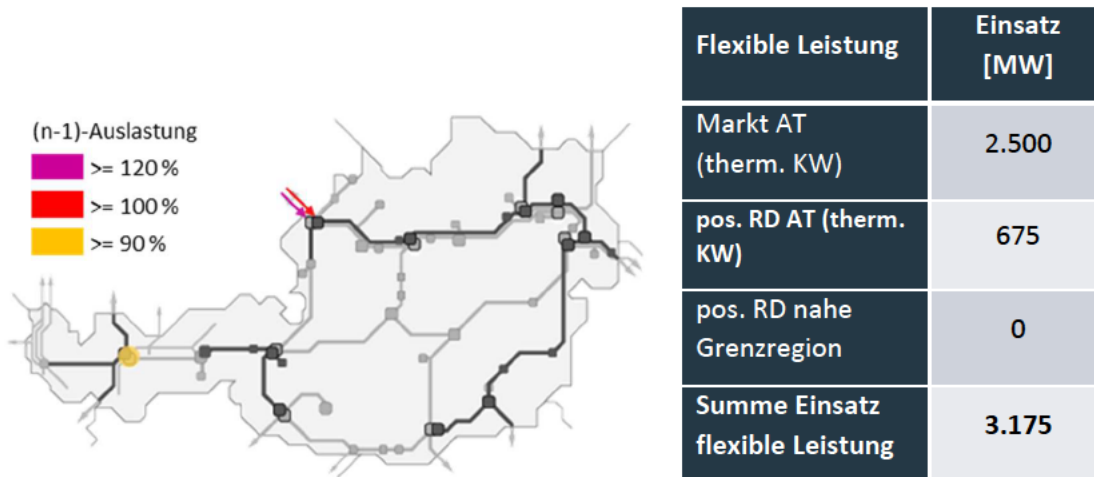 (n-1)-Auslastung
>= 120 %
>= 100 %
>= 90 %
Flexible Leistung
Einsatz
[MW]
Markt AT
(therm. KW)
2.500
pos. RD AT (therm.
KW)
675
pos. RD nahe
Grenzregion
0
Summe Einsatz
flexible Leistung
3.175